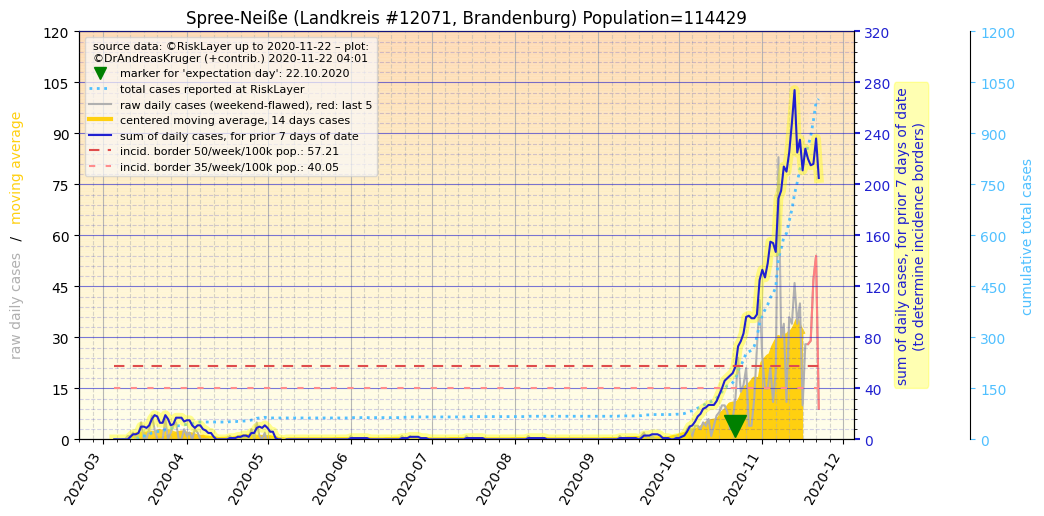 Spree-Neiße (Landkreis #12071, Brandenburg) Population=114429
source data: ©RiskLayer up to 2020-11-22 – plot:
©DrAndreasKruger (+contrib.) 2020-11-22 04:01
marker for 'expectation day': 22.10.2020
total cases reported at RiskLayer
raw daily cases (weekend-flawed), red: last 5
centered moving average, 14 days cases
sum of daily cases, for prior 7 days of date
incid. border 50/week/100k pop.: 57.21
incid. border 35/week/100k pop.: 40.05
raw daily cases / moving average
120
105
90
75
60
45
30
15
0
2020-03
2020-04
2020-05
2020-06
2020-07
2020-08
2020-09
2020-10
2020-11
2020-12
320
280
240
200
160
120
80
40
0
sum of daily cases, for prior 7 days of date
(to determine incidence borders)
1200
1050
900
750
600
450
300
150
0
cumulative total cases